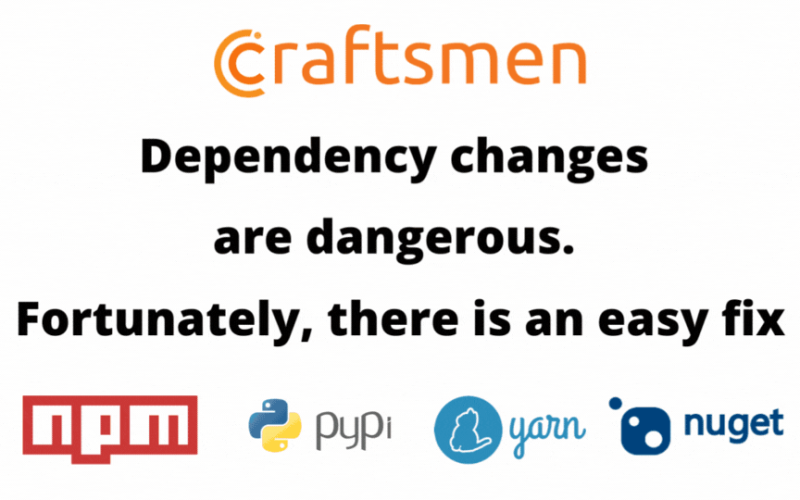 craftsmen
Dependency changes
are dangerous.
Fortunately, there is an easy fix
npm pypi yarn nuget